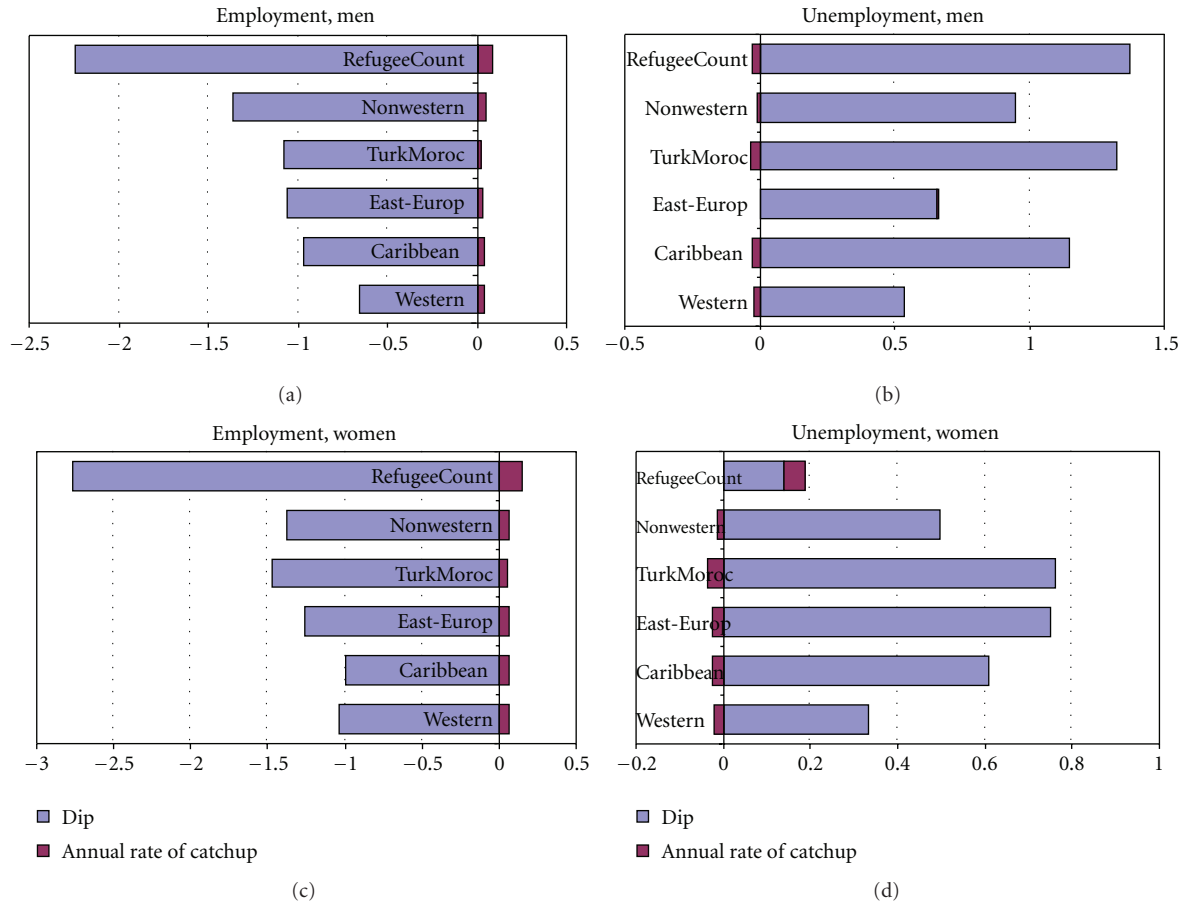 Employment, men
RefugeeCount
Nonwestern
TurkMoroc
East-Europ
Caribbean
Western
−2.5 −2 −1.5 −1 −0.5 0 0.5
(a)
Unemployment, men
RefugeeCount
Nonwestern
TurkMoroc
East-Europ
Caribbean
Western
−0.5 0 0.5 1 1.5
(b)
Employment, women
RefugeeCount
Nonwestern
TurkMoroc
East-Europ
Caribbean
Western
−3 −2.5 −2 −1.5 −1 −0.5 0 0.5
Dip
Annual rate of catchup
(c)
Unemployment, women
RefugeeCount
Nonwestern
TurkMoroc
East-Europ
Caribbean
Western
−0.2 0 0.2 0.4 0.6 0.8 1
Dip
Annual rate of catchup
(d)